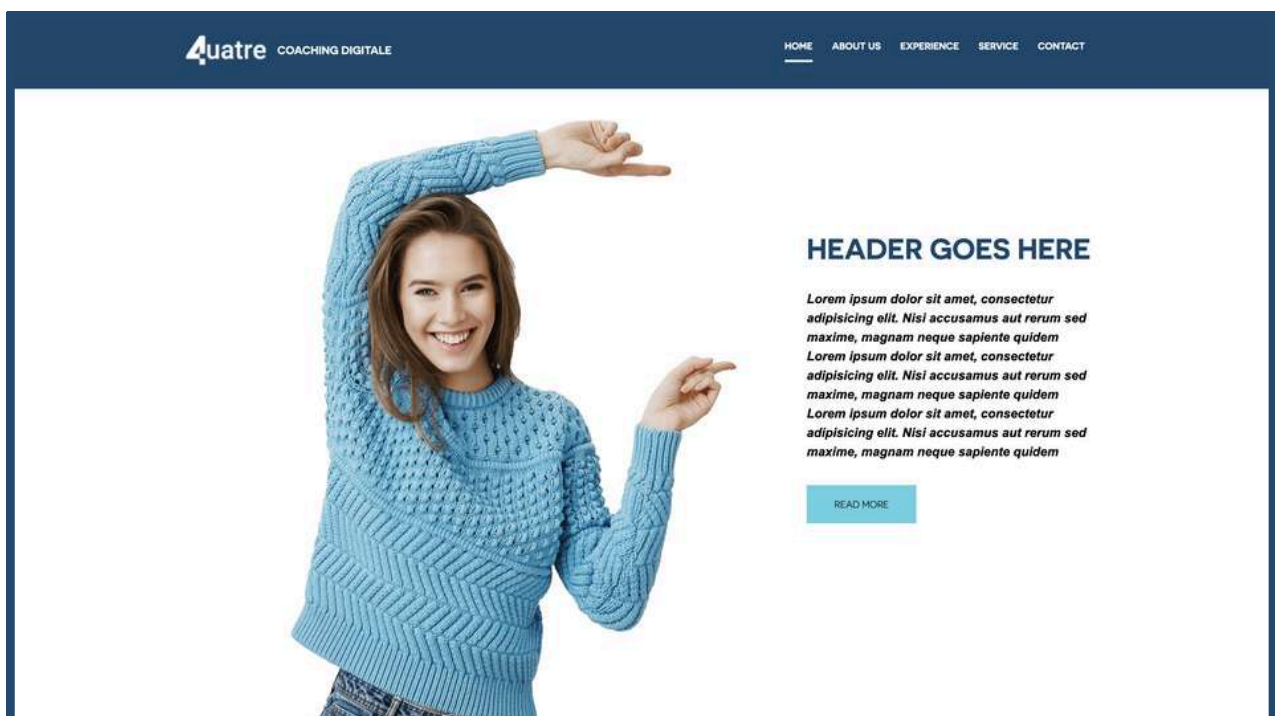 4uatre COACHING DIGITALE
HOME ABOUT US EXPERIENCE SERVICE CONTACT
HEADER GOES HERE
Lorem ipsum dolor sit amet, consectetur
adipisicing elit. Nisi accusamus aut rerum sed
maxime, magnam neque sapiente quidem
Lorem ipsum dolor sit amet, consectetur
adipisicing elit. Nisi accusamus aut rerum sed
maxime, magnam neque sapiente quidem
Lorem ipsum dolor sit amet, consectetur
adipisicing elit. Nisi accusamus aut rerum sed
maxime, magnam neque sapiente quidem
READ MORE